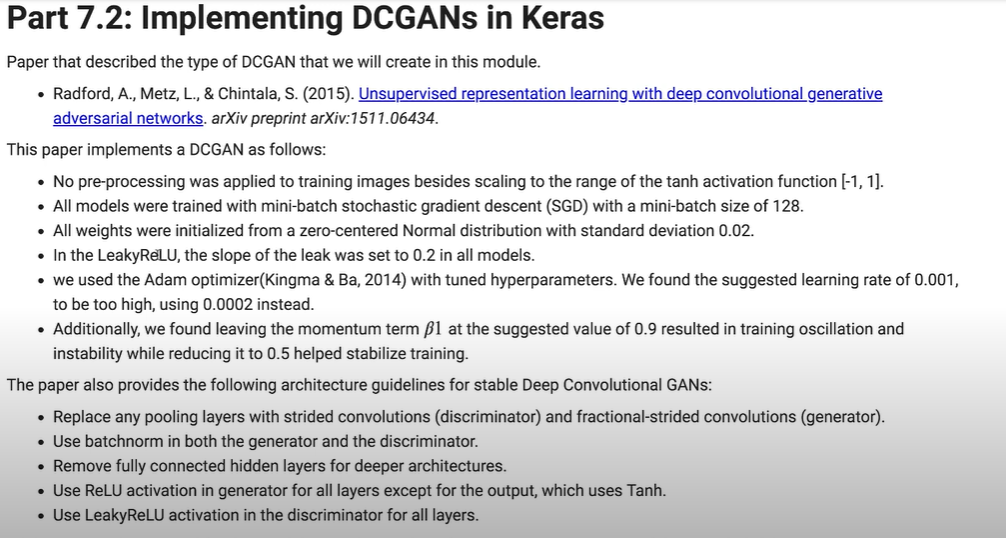 Part 7.2: Implementing DCGANs in Keras
Paper that described the type of DCGAN that we will create in this module.
• Radford, A., Metz, L., & Chintala, S. (2015). Unsupervised representation learning with deep convolutional generative
adversarial networks. arXiv preprint arXiv:1511.06434.
This paper implements a DCGAN as follows:
• No pre-processing was applied to training images besides scaling to the range of the tanh activation function [-1, 1].
• All models were trained with mini-batch stochastic gradient descent (SGD) with a mini-batch size of 128.
• All weights were initialized from a zero-centered Normal distribution with standard deviation 0.02.
• In the LeakyReLU, the slope of the leak was set to 0.2 in all models.
• we used the Adam optimizer(Kingma & Ba, 2014) with tuned hyperparameters. We found the suggested learning rate of 0.001,
to be too high, using 0.0002 instead.
• Additionally, we found leaving the momentum term β1 at the suggested value of 0.9 resulted in training oscillation and
instability while reducing it to 0.5 helped stabilize training.
The paper also provides the following architecture guidelines for stable Deep Convolutional GANs:
• Replace any pooling layers with strided convolutions (discriminator) and fractional-strided convolutions (generator).
• Use batchnorm in both the generator and the discriminator.
• Remove fully connected hidden layers for deeper architectures.
• Use ReLU activation in generator for all layers except for the output, which uses Tanh.
• Use LeakyReLU activation in the discriminator for all layers.